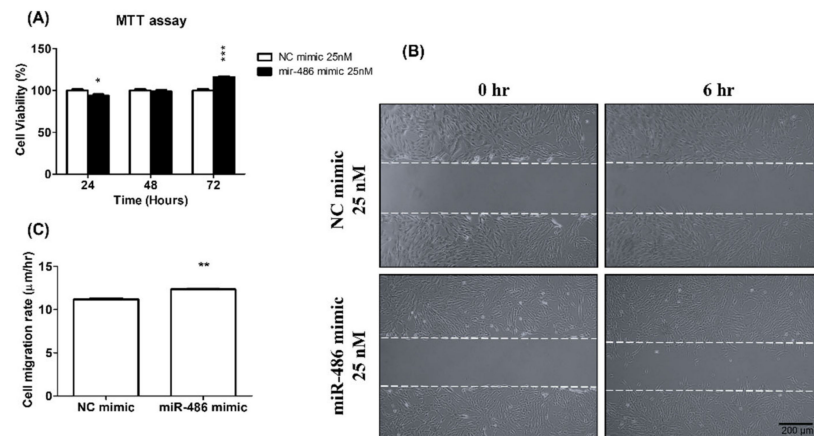 (A)
MTT assay
Cell Viability (%)
150
100
50
0
24
48
72
Time (Hours)
*
***
NC mimic 25nM
mir-486 mimic 25nM
(B)
0 hr
6 hr
NC mimic
25 nM
miR-486 mimic
25 nM
200 µm
(C)
Cell migration rate (µm/hr)
15
10
5
0
**
NC mimic
miR-486 mimic